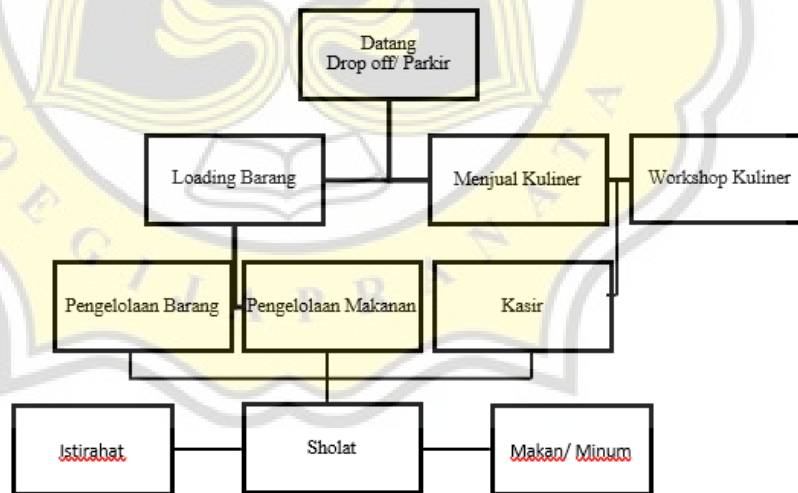 Datang
Drop off/ Parkir
Loading Barang
Menjual Kuliner
Workshop Kuliner
Pengelolaan Barang
Pengelolaan Makanan
Kasir
Istirahat
Sholat
Makan/ Minum
OEGIJAPRANATA